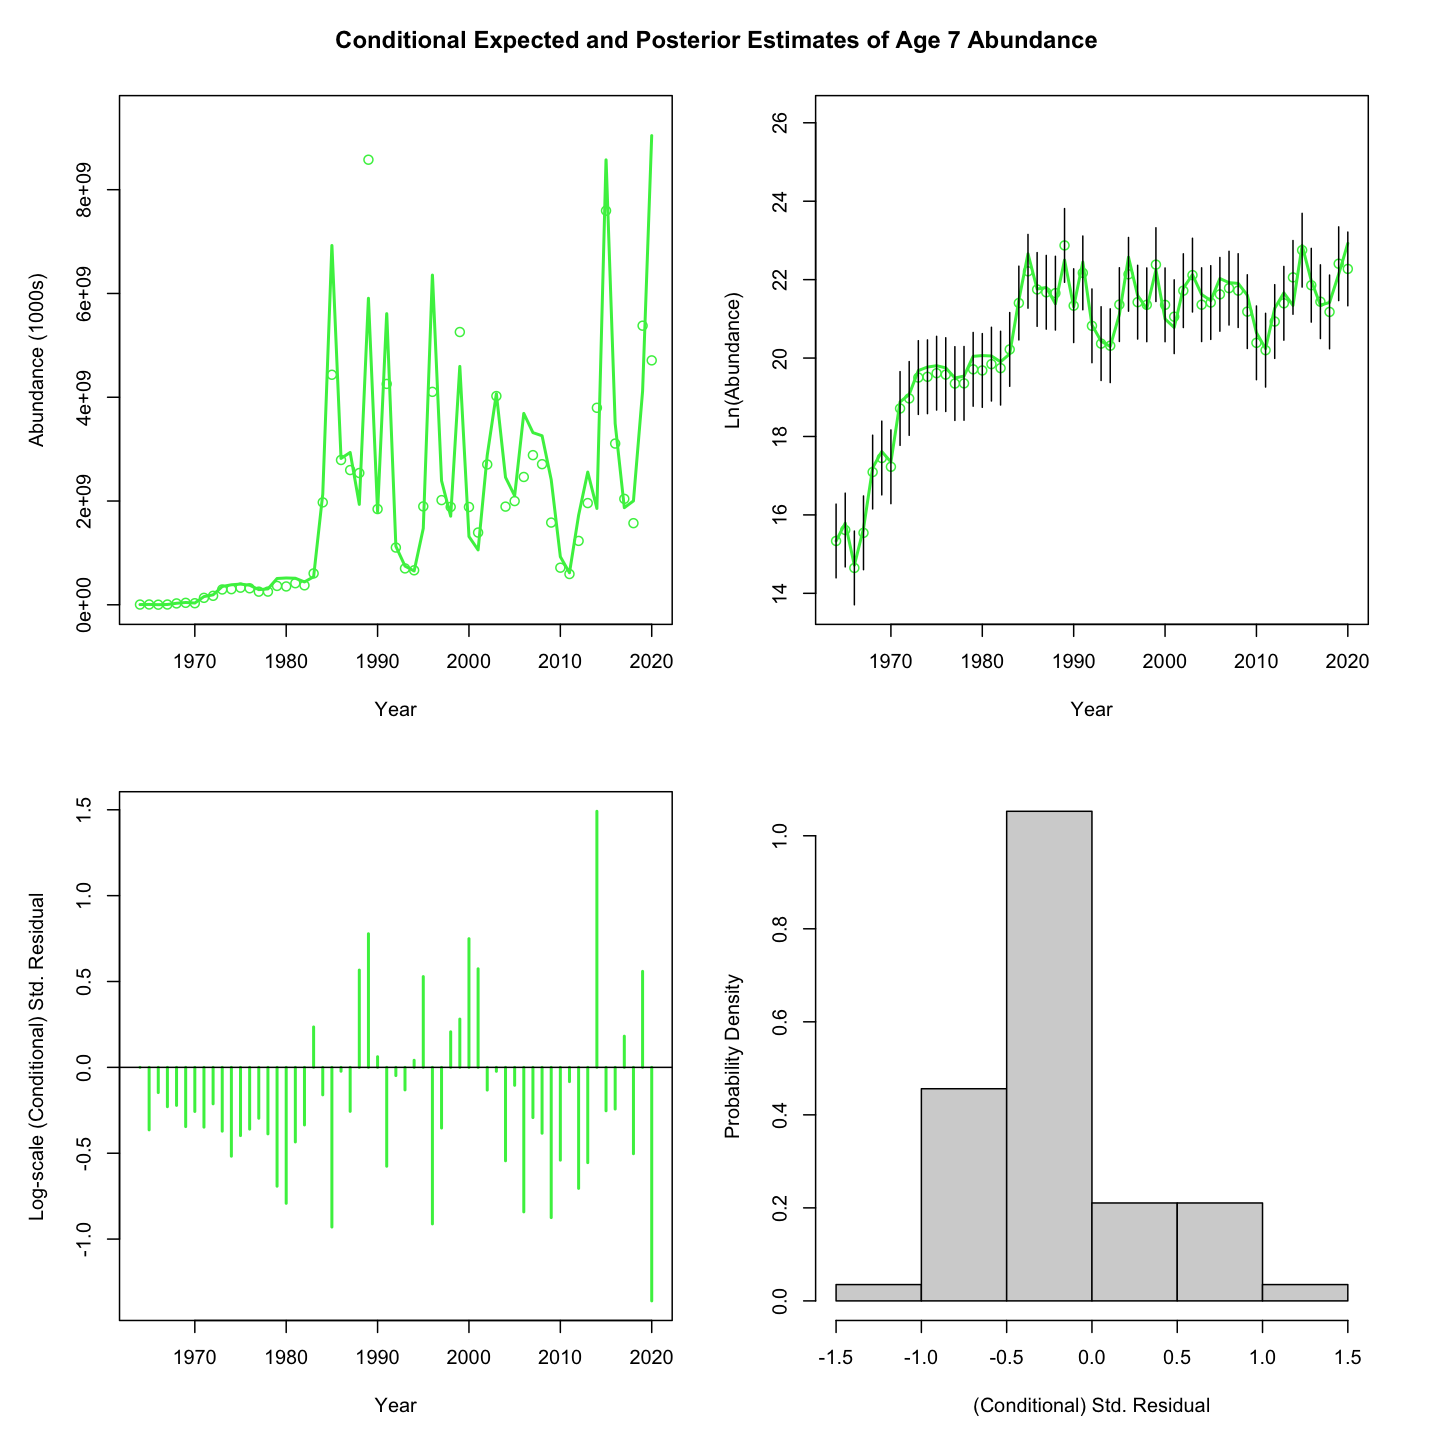 Conditional Expected and Posterior Estimates of Age 7 Abundance
Abundance (1000s)
0e+00 2e+09 4e+09 6e+09 8e+09
1970 1980 1990 2000 2010 2020
Year
Ln(Abundance)
14 16 18 20 22 24 26
1970 1980 1990 2000 2010 2020
Year
Log-scale (Conditional) Std. Residual
-1.0 -0.5 0.0 0.5 1.0 1.5
1970 1980 1990 2000 2010 2020
Year
Probability Density
0.0 0.2 0.4 0.6 0.8 1.0
-1.5 -1.0 -0.5 0.0 0.5 1.0 1.5
(Conditional) Std. Residual